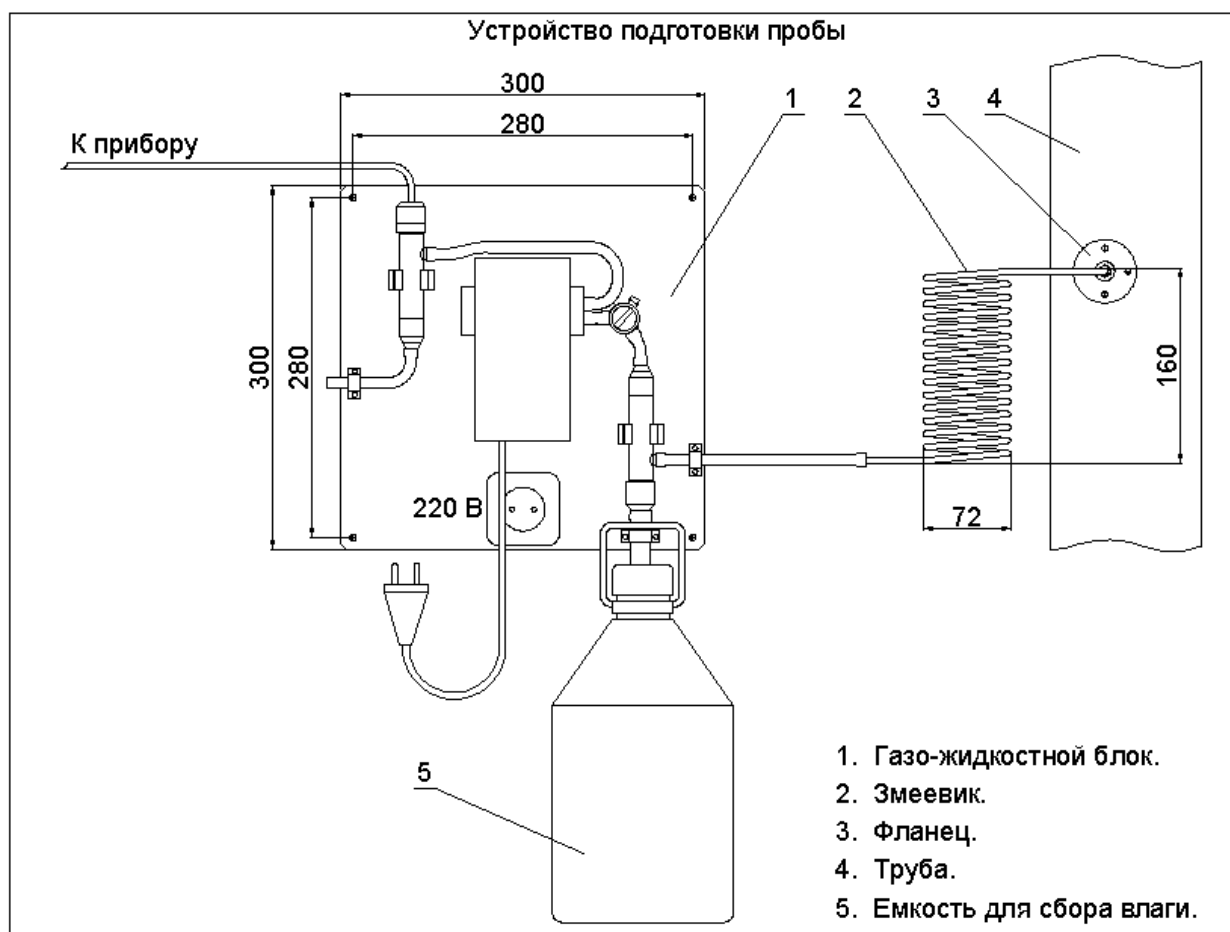 Устройство подготовки пробы
300
1
2
3
4
280
К прибору
300
280
160
220 В
72
5
1. Газо-жидкостной блок.
2. Змеевик.
3. Фланец.
4. Труба.
5. Емкость для сбора влаги.